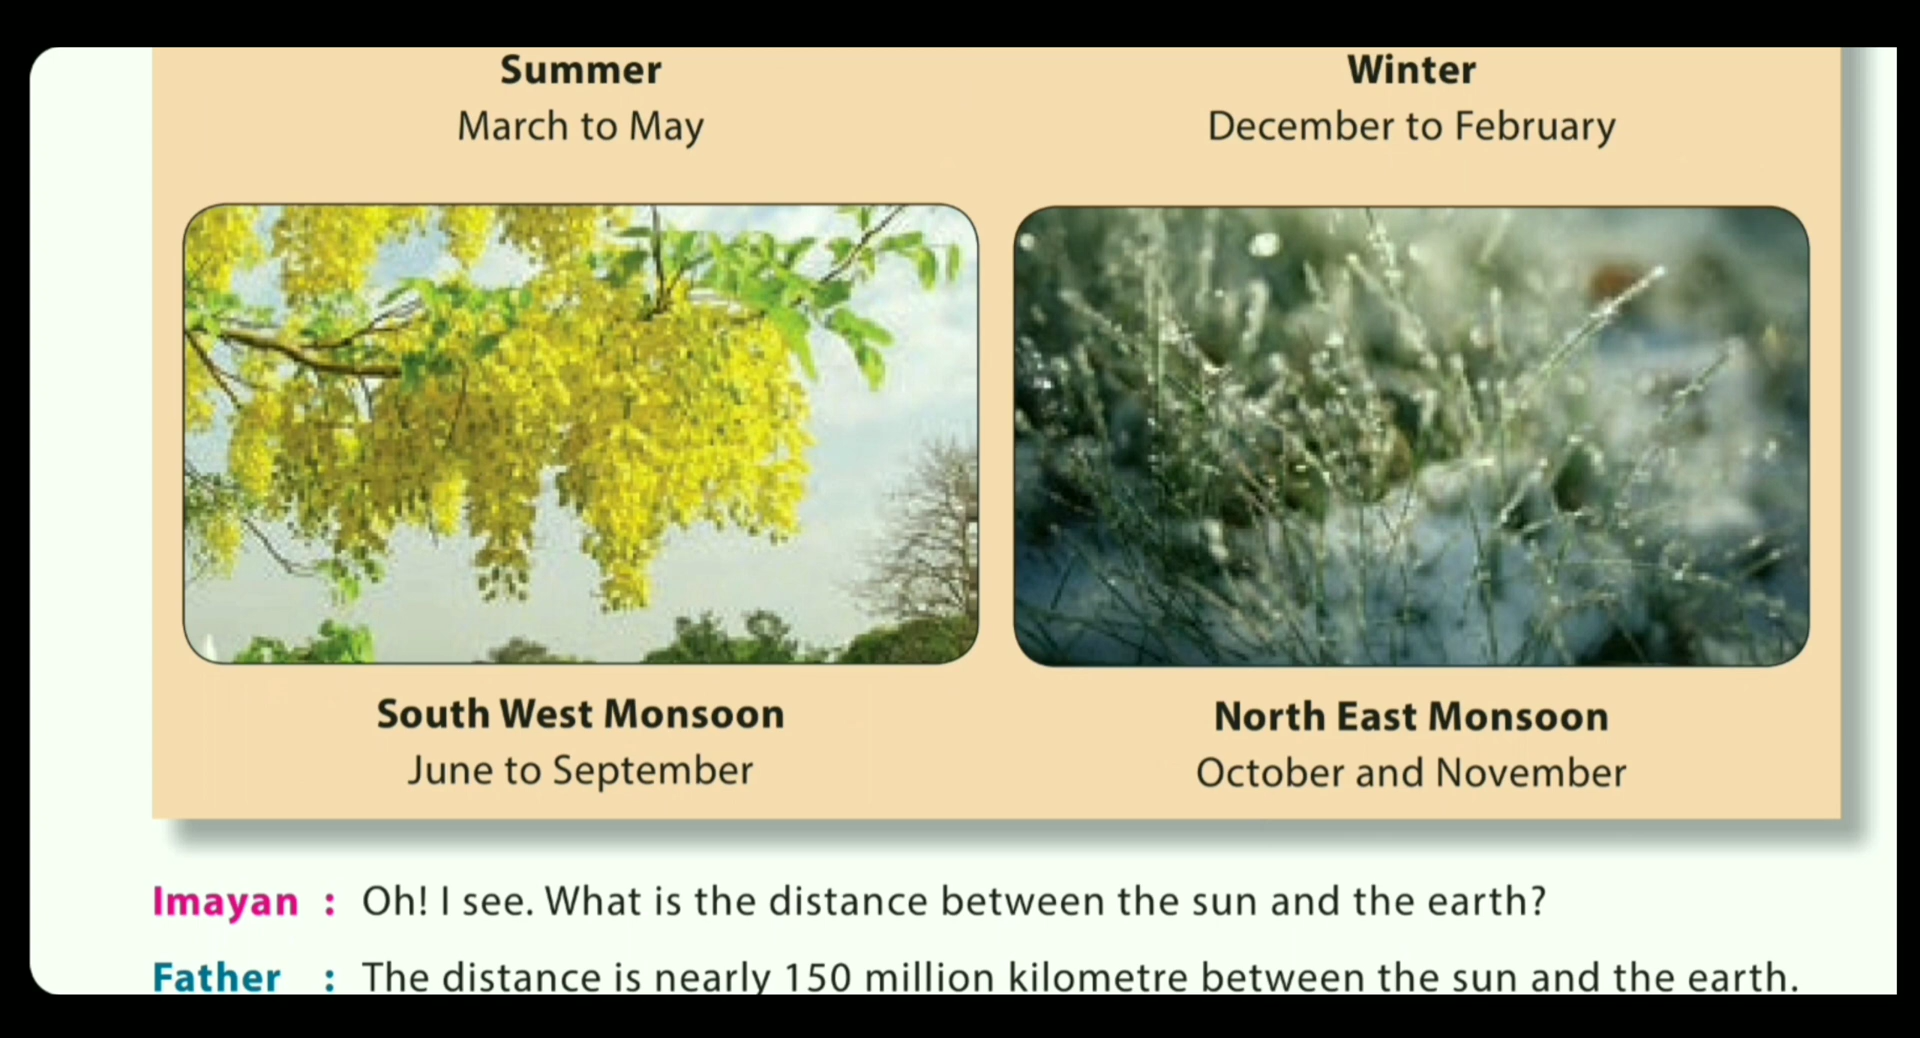 Summer
March to May
Winter
December to February
South West Monsoon
June to September
North East Monsoon
October and November
Imayan : Oh! I see. What is the distance between the sun and the earth?
Father : The distance is nearly 150 million kilometre between the sun and the earth.